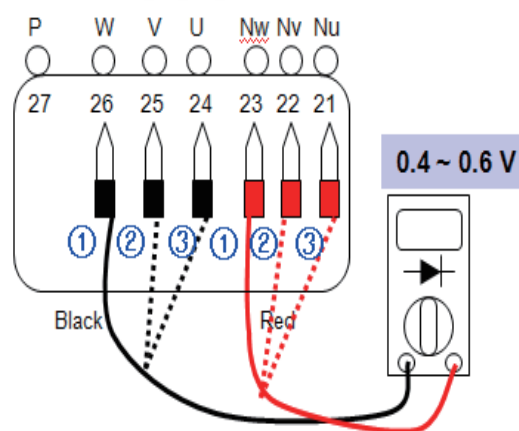 P W V U Nw Nv Nu
27 26 25 24 23 22 21
0.4 ~ 0.6 V
① ② ③ ① ② ③
Black Red